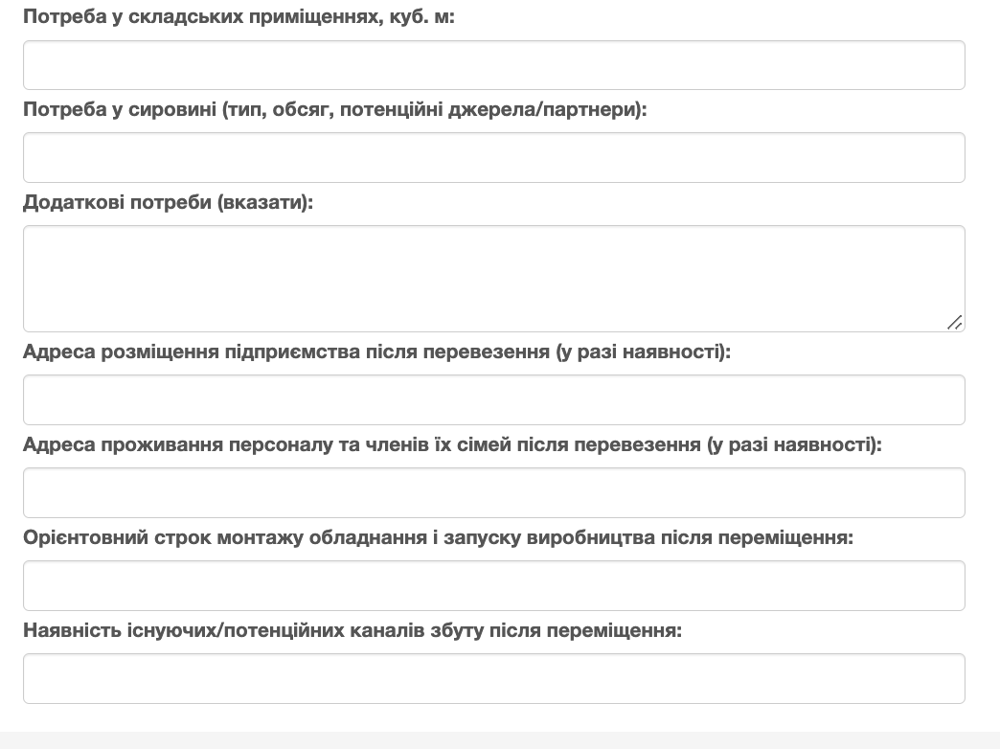 Потреба у складських приміщеннях, куб. м:
Потреба у сировині (тип, обсяг, потенційні джерела/партнери):
Додаткові потреби (вказати):
Адреса розміщення підприємства після перевезення (у разі наявності):
Адреса проживання персоналу та членів їх сімей після перевезення (у разі наявності):
Орієнтовний строк монтажу обладнання і запуску виробництва після переміщення:
Наявність існуючих/потенційних каналів збуту після переміщення: